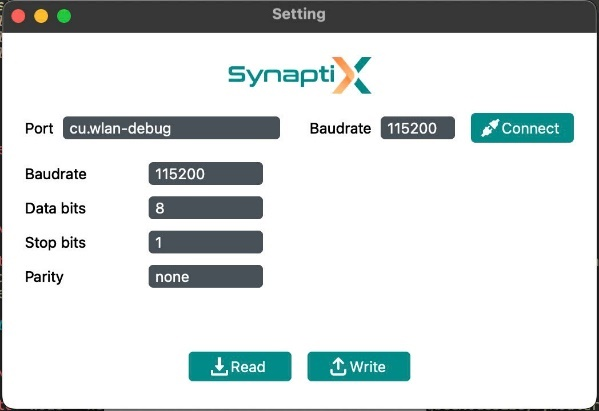 Setting
SynaptiX
Port cu.wlan-debug Baudrate 115200 Connect
Baudrate 115200
Data bits 8
Stop bits 1
Parity none
Read Write